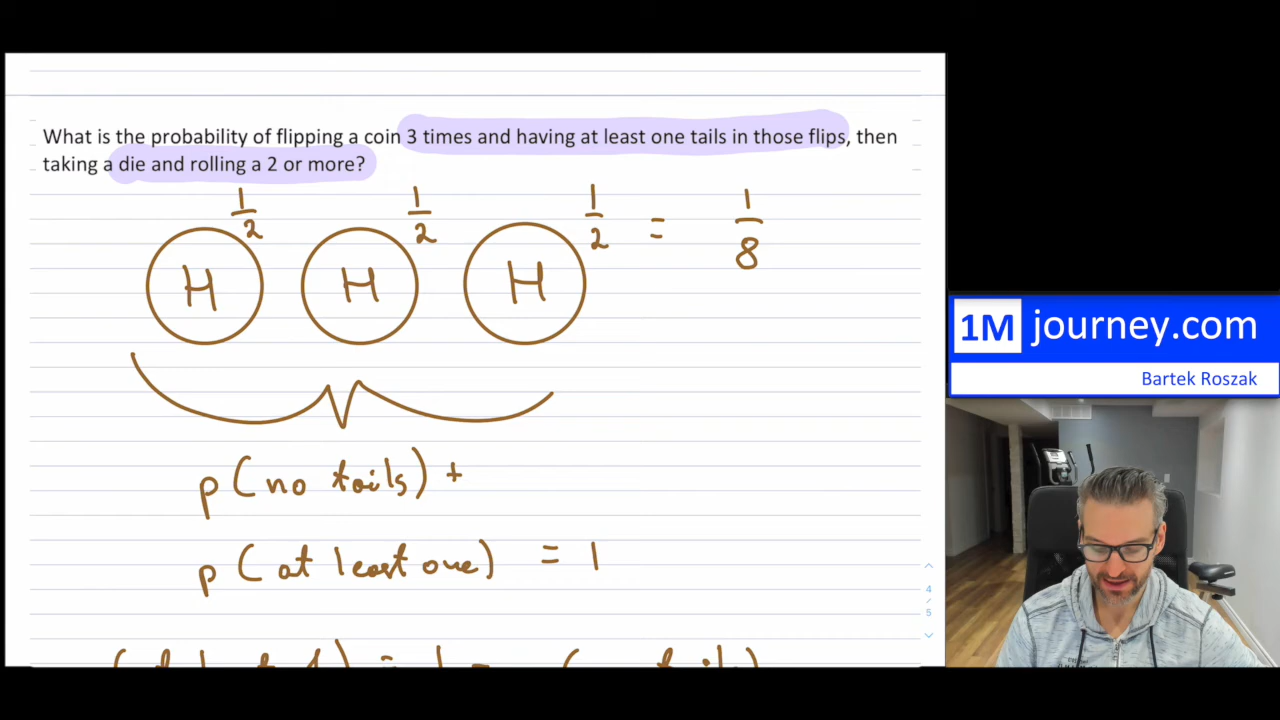 What is the probability of flipping a coin 3 times and having at least one tails in those flips, then
taking a die and rolling a 2 or more?
1/2 1/2 1/2 = 1/8
H H H
1M journey.com
Bartek Roszak
p (no tails) +
p (at least one) = 1
4
/
5